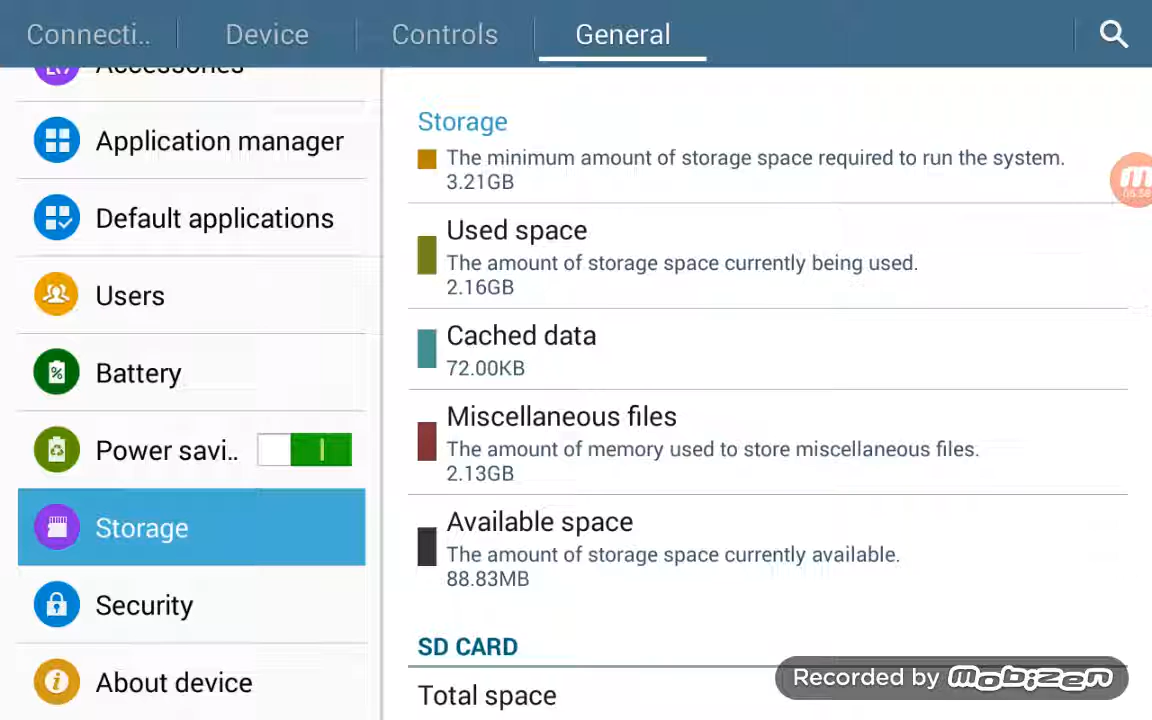 Connecti.. Device Controls General
Accessories
Application manager
Default applications
Users
Battery
Power savi..
Storage
Security
About device
Storage
The minimum amount of storage space required to run the system.
3.21GB
Used space
The amount of storage space currently being used.
2.16GB
Cached data
72.00KB
Miscellaneous files
The amount of memory used to store miscellaneous files.
2.13GB
Available space
The amount of storage space currently available.
88.83MB
SD CARD
Total space
Recorded by mobizen